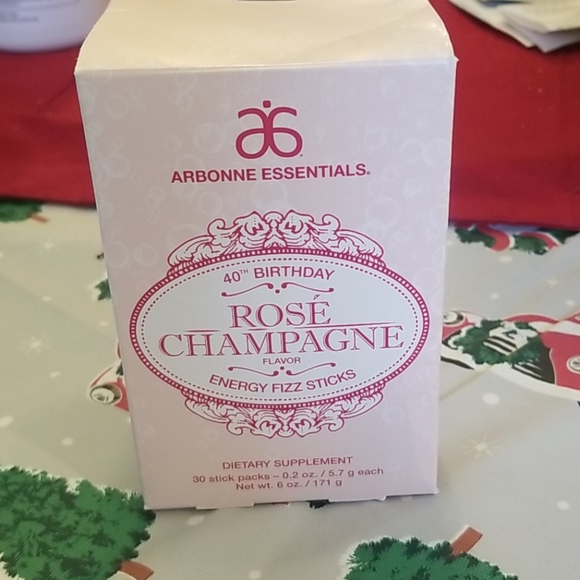 ARBONNE ESSENTIALS®
40TH BIRTHDAY
ROSÉ
CHAMPAGNE
FLAVOR
ENERGY FIZZ STICKS
DIETARY SUPPLEMENT
30 stick packs – 0.2 oz. / 5.7 g each
Net wt. 6 oz. / 171 g